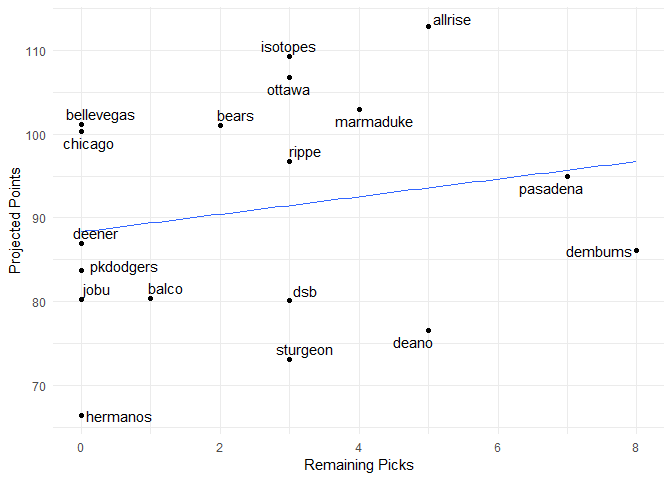 allrise
isotopes
110
ottawa
bellevegas
bears
marmaduke
100
chicago
rippe
pasadena
90
deener
dembums
pkdodgers
jobu
balco
dsb
80
deano
sturgeon
70
hermanos
Projected Points
0
2
4
6
8
Remaining Picks